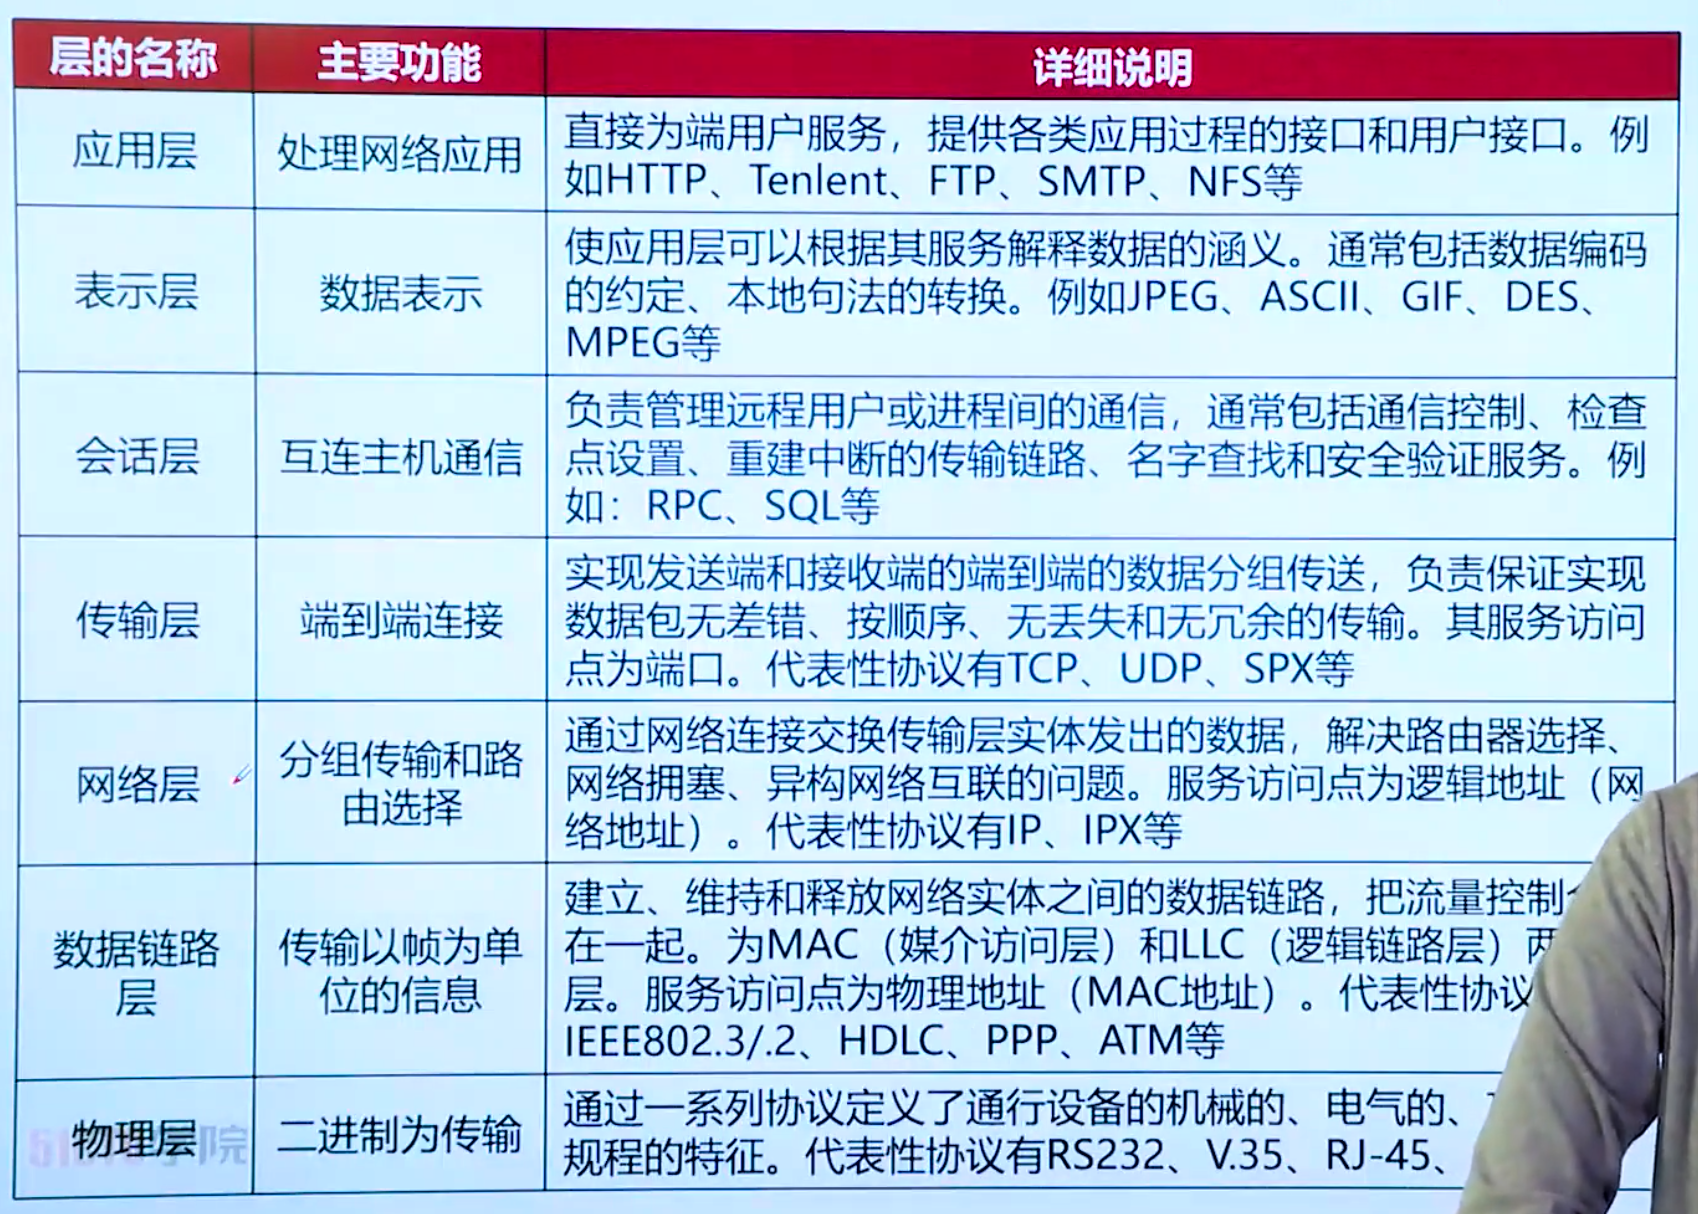 层的名称
主要功能
详细说明
应用层
处理网络应用
直接为端用户服务，提供各类应用过程的接口和用户接口。例
如HTTP、Tenlent、FTP、SMTP、NFS等
表示层
数据表示
使应用层可以根据其服务解释数据的涵义。通常包括数据编码
的约定、本地句法的转换。例如JPEG、ASCII、GIF、DES、
MPEG等
会话层
互连主机通信
负责管理远程用户或进程间的通信，通常包括通信控制、检查
点设置、重建中断的传输链路、名字查找和安全验证服务。例
如：RPC、SQL等
传输层
端到端连接
实现发送端和接收端的端到端的数据分组传送，负责保证实现
数据包无差错、按顺序、无丢失和无冗余的传输。其服务访问
点为端口。代表性协议有TCP、UDP、SPX等
网络层
分组传输和路
由选择
通过网络连接交换传输层实体发出的数据，解决路由器选择、
网络拥塞、异构网络互联的问题。服务访问点为逻辑地址（网
络地址）。代表性协议有IP、IPX等
数据链路
层
传输以帧为单
位的信息
建立、维持和释放网络实体之间的数据链路，把流量控制
在一起。为MAC（媒介访问层）和LLC（逻辑链路层）两
层。服务访问点为物理地址（MAC地址）。代表性协议
IEEE802.3/.2、HDLC、PPP、ATM等
物理层
二进制为传输
通过一系列协议定义了通行设备的机械的、电气的、
规程的特征。代表性协议有RS232、V.35、RJ-45、
学院